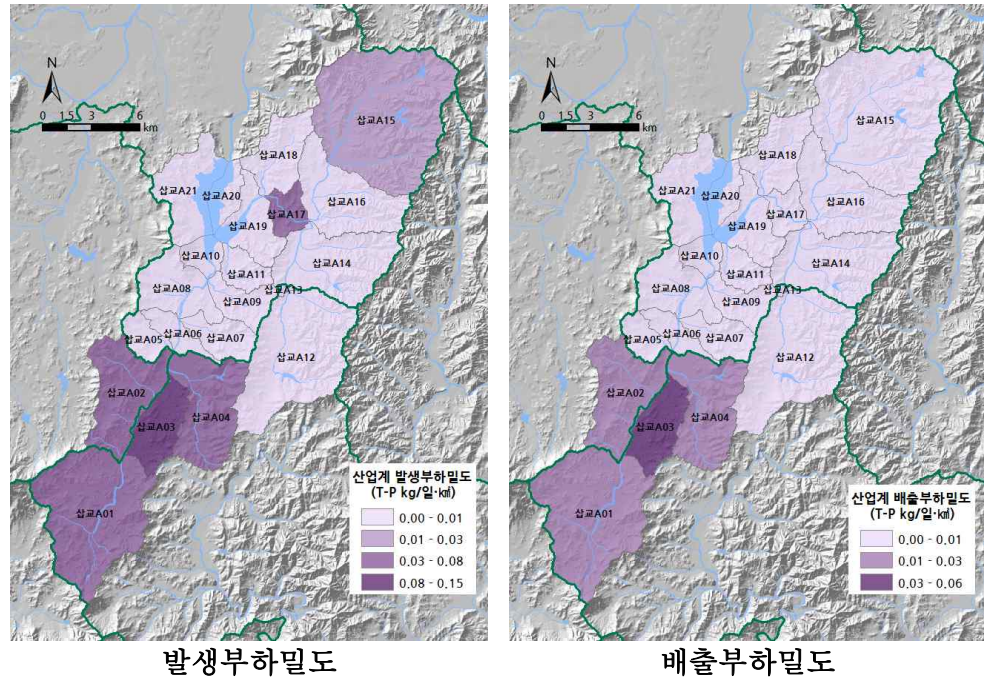 N
0 1.5 3 6
km
삽교A15
삽교A18
삽교A21
삽교A20
삽교A17
삽교A16
삽교A19
삽교A10
삽교A11
삽교A14
삽교A08
삽교A13
삽교A09
삽교A06
삽교A05
삽교A07
삽교A12
삽교A02
삽교A04
삽교A03
삽교A01
산업계 발생부하밀도
(T-P kg/일·㎢)
0.00 - 0.01
0.01 - 0.03
0.03 - 0.08
0.08 - 0.15
발생부하밀도
N
0 1.5 3 6
km
삽교A15
삽교A18
삽교A21
삽교A20
삽교A17
삽교A16
삽교A19
삽교A10
삽교A11
삽교A14
삽교A08
삽교A13
삽교A09
삽교A06
삽교A05
삽교A07
삽교A12
삽교A02
삽교A04
삽교A03
삽교A01
산업계 배출부하밀도
(T-P kg/일·㎢)
0.00 - 0.01
0.01 - 0.03
0.03 - 0.06
배출부하밀도